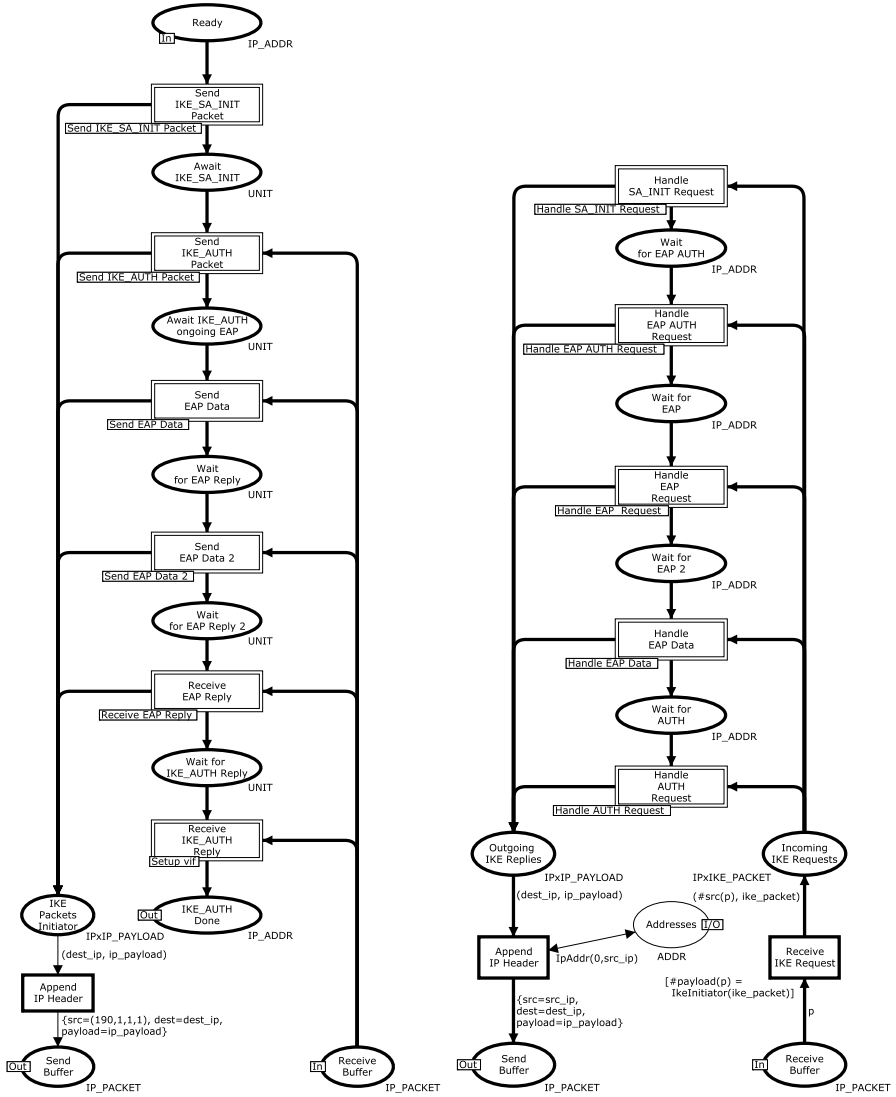 Ready
In
IP_ADDR
Send
IKE_SA_INIT
Packet
Send IKE_SA_INIT Packet
Await
IKE_SA_INIT
UNIT
Send
IKE_AUTH
Packet
Send IKE_AUTH Packet
Await IKE_AUTH
ongoing EAP
UNIT
Send
EAP Data
Send EAP Data
Wait
for EAP Reply
UNIT
Send
EAP Data 2
Send EAP Data 2
Wait
for EAP Reply 2
UNIT
Receive
EAP Reply
Receive EAP Reply
Wait for
IKE_AUTH Reply
UNIT
Receive
IKE_AUTH
Reply
Setup vif
IKE_AUTH
Done
Out
IP_ADDR
IKE
Packets
Initiator
IPxIP_PAYLOAD
(dest_ip, ip_payload)
Append
IP Header
{src=(190,1,1,1), dest=dest_ip,
payload=ip_payload}
Send
Buffer
Out
IP_PACKET
Receive
Buffer
In
IP_PACKET
Handle
SA_INIT Request
Handle SA_INIT Request
Wait
for EAP AUTH
IP_ADDR
Handle
EAP AUTH
Request
Handle EAP AUTH Request
Wait for
EAP
IP_ADDR
Handle
EAP
Request
Handle EAP  Request
Wait for
EAP 2
IP_ADDR
Handle
EAP Data
Handle EAP Data
Wait for
AUTH
IP_ADDR
Handle
AUTH
Request
Handle AUTH Request
Outgoing
IKE Replies
IPxIP_PAYLOAD
(dest_ip, ip_payload)
Incoming
IKE Requests
IPxIKE_PACKET
(#src(p), ike_packet)
Addresses
I/O
ADDR
IpAddr(0,src_ip)
Append
IP Header
{src=src_ip,
dest=dest_ip,
payload=ip_payload}
Send
Buffer
Out
IP_PACKET
Receive
IKE Request
[#payload(p) =
IkeInitiator(ike_packet)]
p
Receive
Buffer
In
IP_PACKET